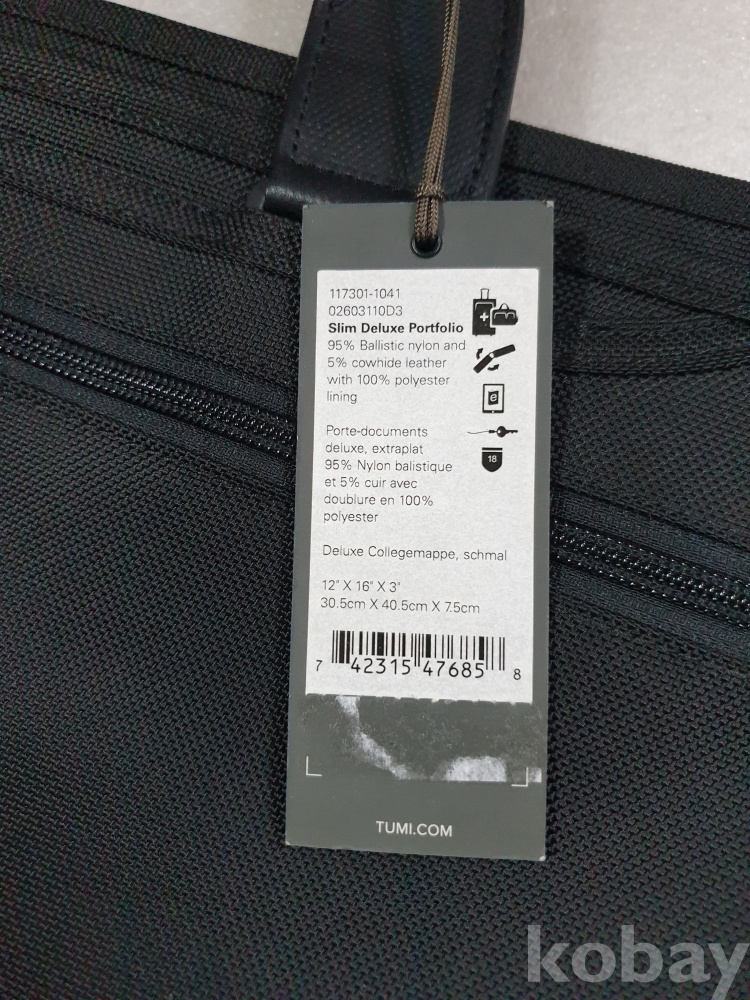 117301-1041
02603110D3
Slim Deluxe Portfolio
95% Ballistic nylon and
5% cowhide leather
with 100% polyester
lining
e
Porte-documents
deluxe, extraplat
95% Nylon balistique
et 5% cuir avec
doublure en 100%
polyester
18
Deluxe Collegemappe, schmal
12" X 16" X 3"
30.5cm X 40.5cm X 7.5cm
7 42315 47685 8
TUMI.COM
kobay